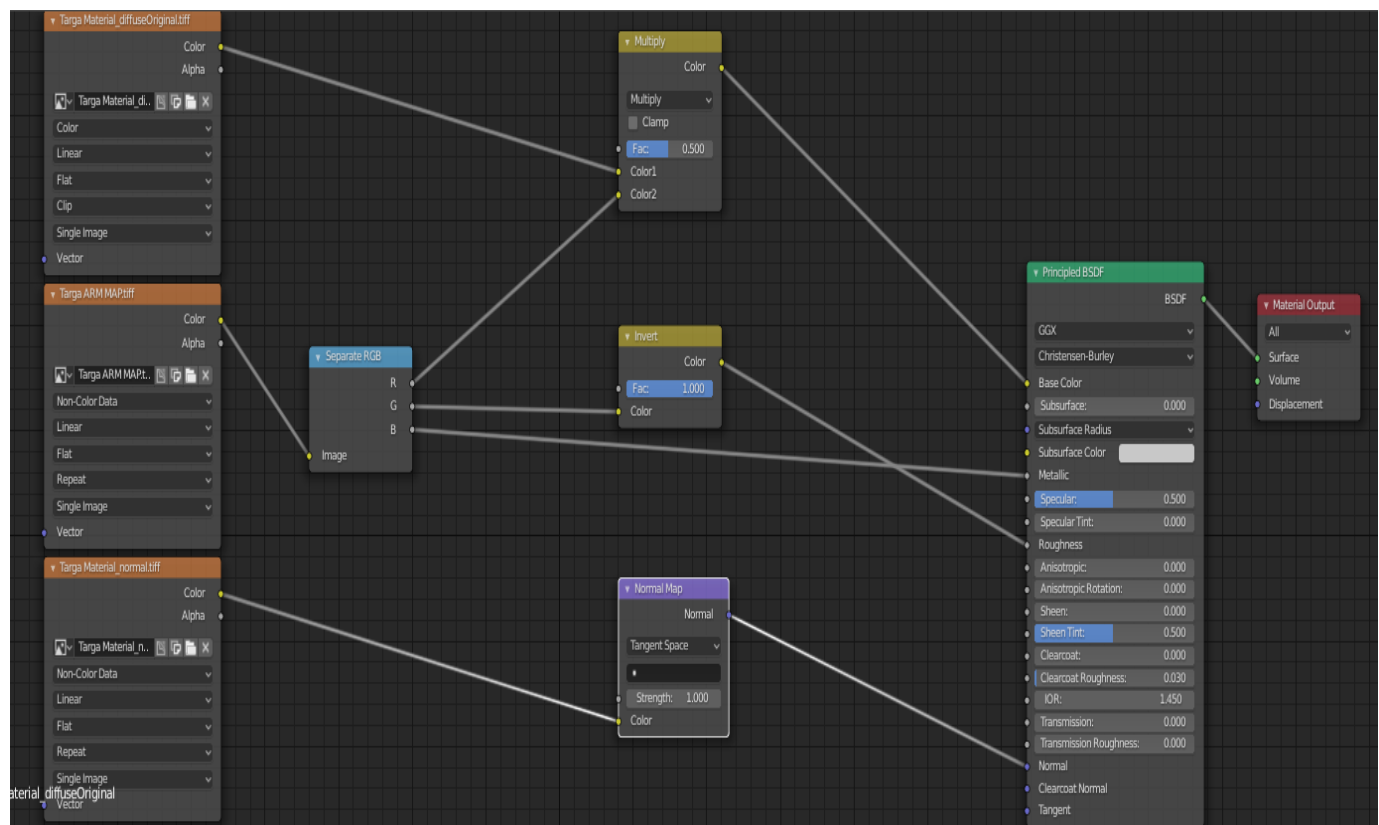 Targa Material_diffuseOriginal.tiff
Color
Alpha
Targa Material_di..
Color
Linear
Flat
Clip
Single Image
Vector
Targa ARM MAP.tiff
Color
Alpha
Targa ARM MAP.t..
Non-Color Data
Linear
Flat
Repeat
Single Image
Vector
Targa Material_normal.tiff
Color
Alpha
Targa Material_n..
Non-Color Data
Linear
Flat
Repeat
Single Image
Vector
aterial_diffuseOriginal
Separate RGB
R
G
B
Image
Multiply
Color
Multiply
Clamp
Fac: 0.500
Color1
Color2
Invert
Color
Fac: 1.000
Color
Normal Map
Normal
Tangent Space
Strength: 1.000
Color
Principled BSDF
BSDF
GGX
Christensen-Burley
Base Color
Subsurface: 0.000
Subsurface Radius
Subsurface Color
Metallic
Specular: 0.500
Specular Tint: 0.000
Roughness
Anisotropic: 0.000
Anisotropic Rotation: 0.000
Sheen: 0.000
Sheen Tint: 0.500
Clearcoat: 0.000
Clearcoat Roughness: 0.030
IOR: 1.450
Transmission: 0.000
Transmission Roughness: 0.000
Normal
Clearcoat Normal
Tangent
Material Output
All
Surface
Volume
Displacement